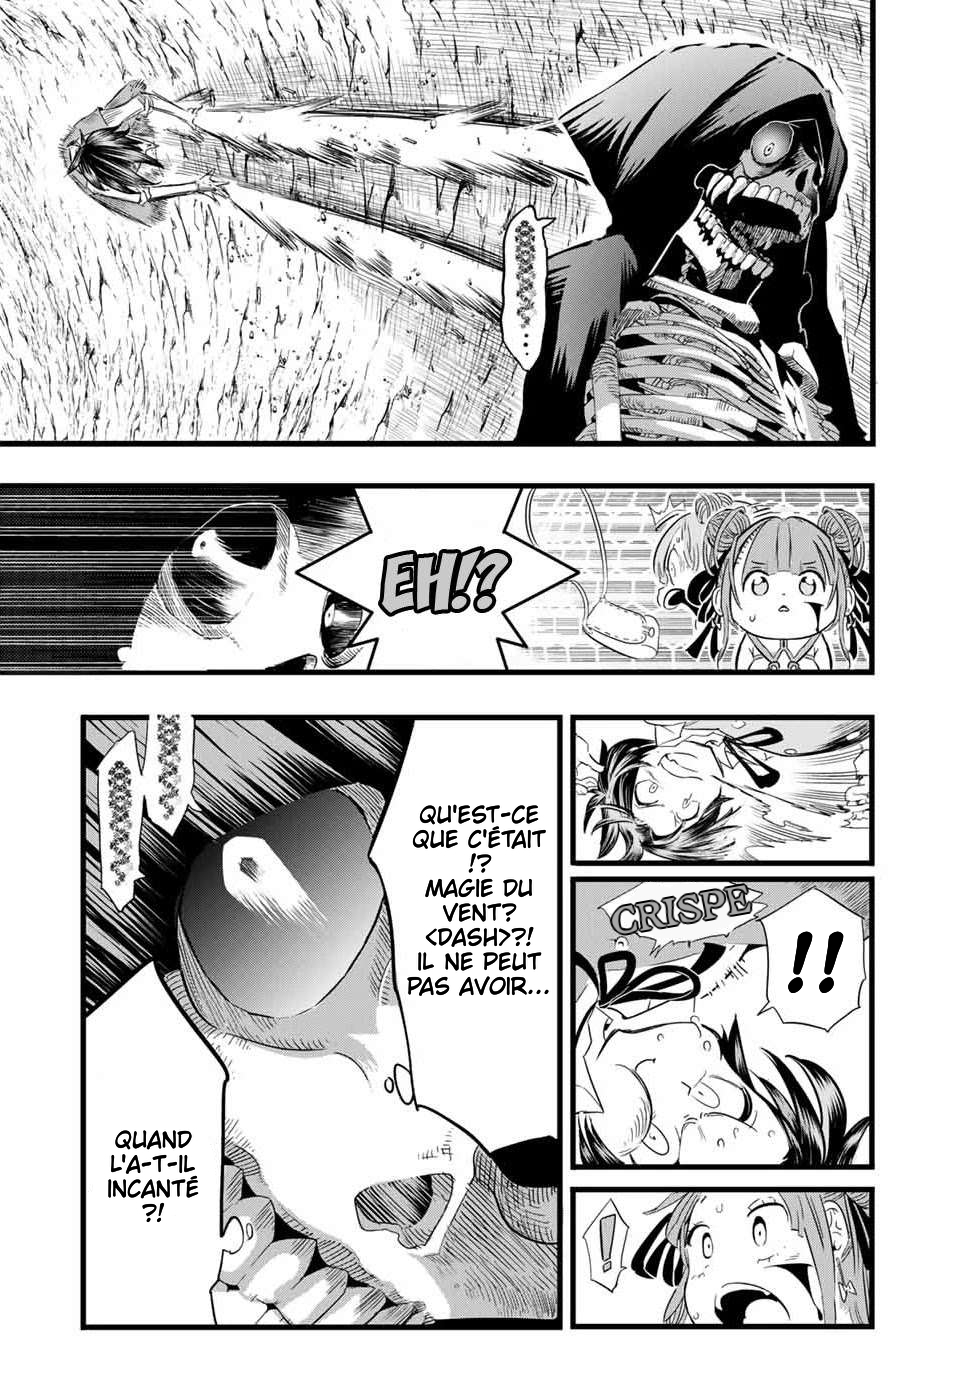 EH!?
CRISPE
!!
!
QU'EST-CE
QUE C'ÉTAIT
!?
MAGIE DU
VENT?
<DASH>?!
IL NE PEUT
PAS AVOIR...
QUAND
L'A-T-IL
INCANTÉ
?!